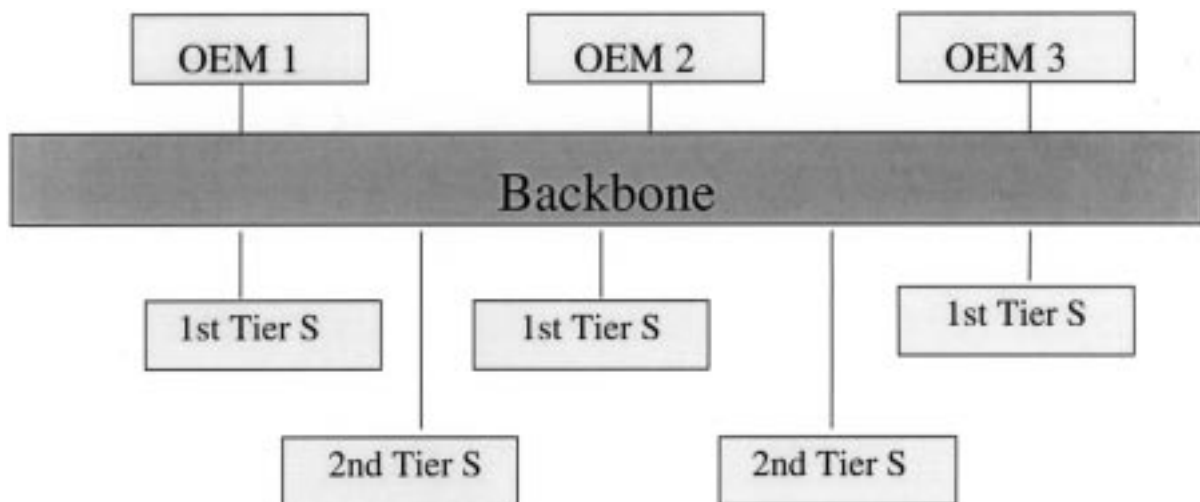 OEM 1
OEM 2
OEM 3
Backbone
1st Tier S
1st Tier S
1st Tier S
2nd Tier S
2nd Tier S